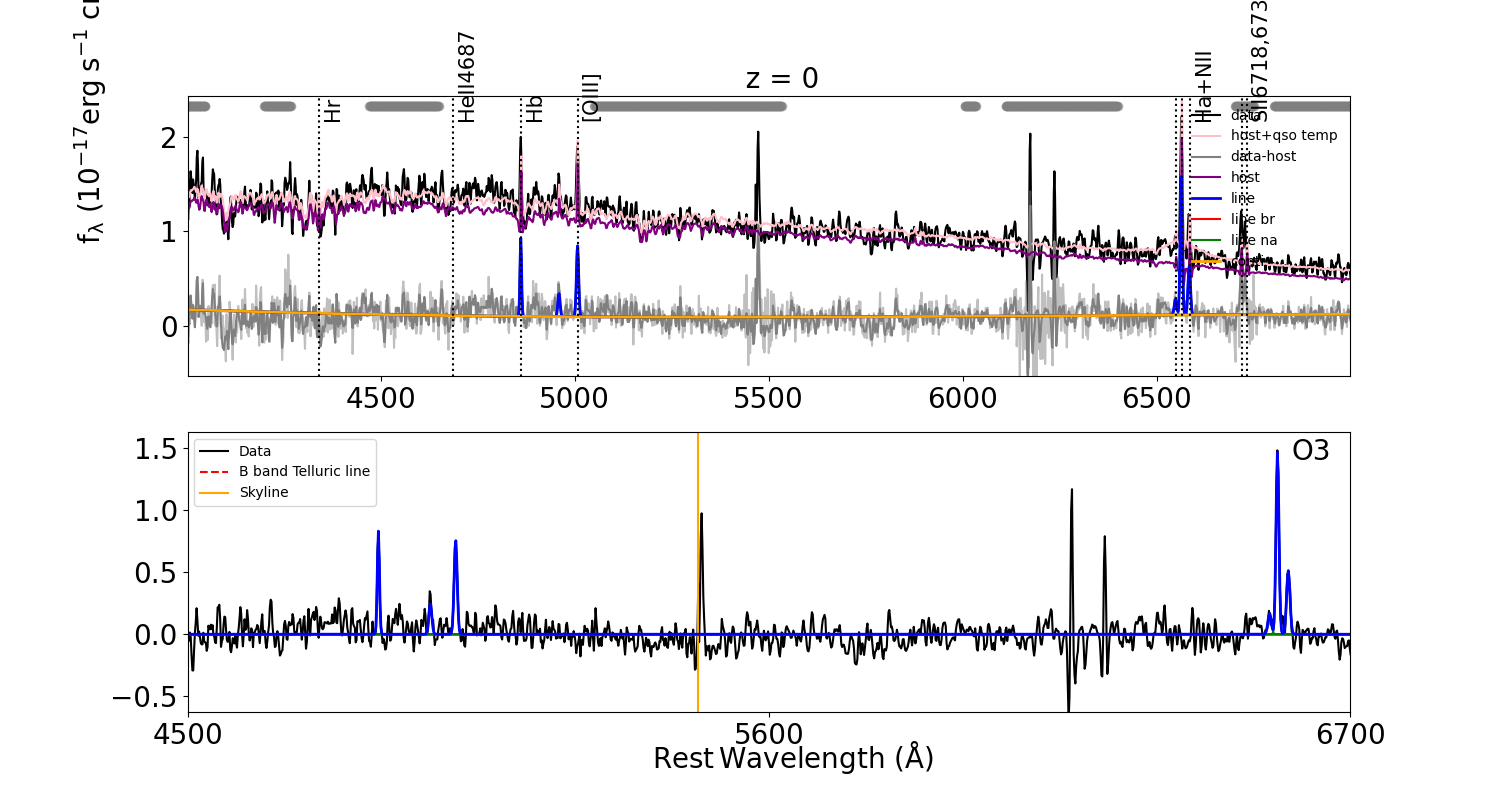 z = 0
f_λ (10^−17 erg s^−1 c
Hr
HeII4687
Hb
[OIII]
Ha+NII
SII6718,673
data
host+qso temp
data-host
host
line
line br
line na
2
1
0
4500 5000 5500 6000 6500
O3
Data
B band Telluric line
Skyline
1.5
1.0
0.5
0.0
−0.5
4500 5600 6700
Rest Wavelength (Å)